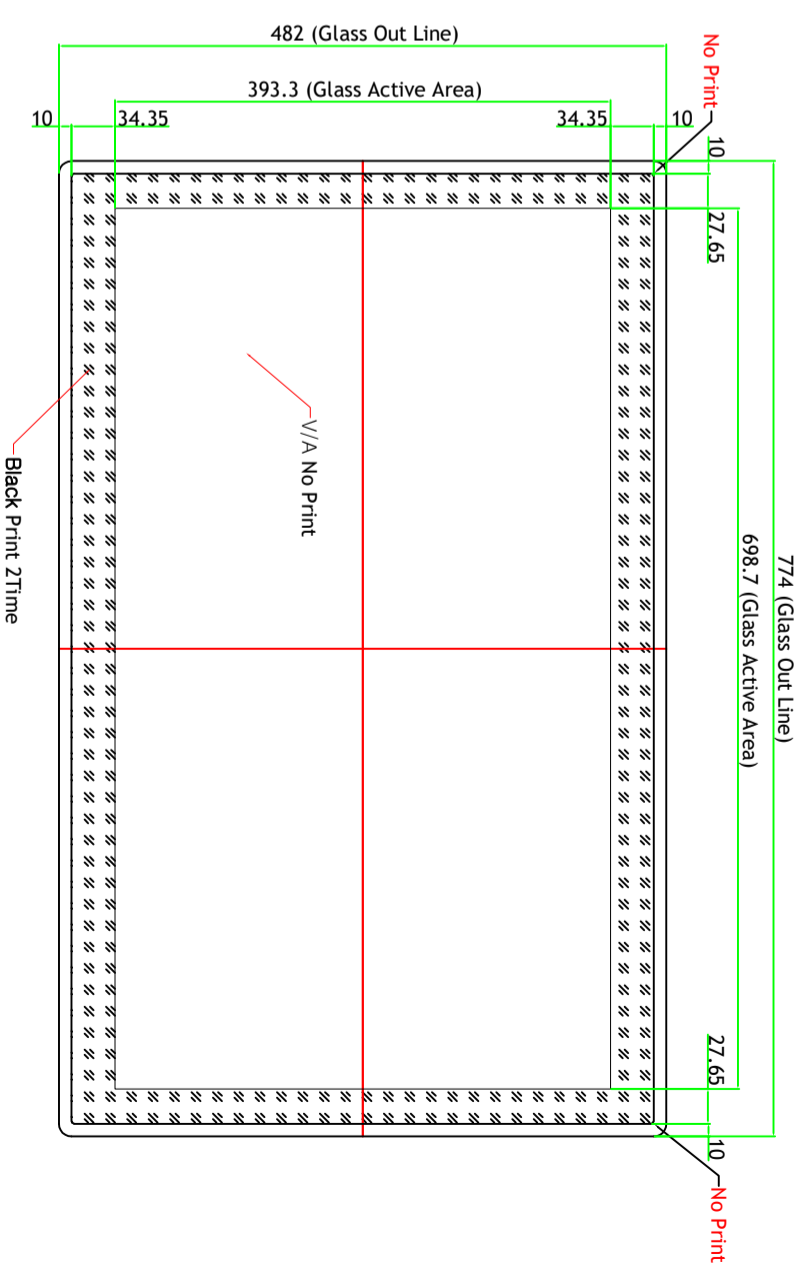 482 (Glass Out Line)
No Print
393.3 (Glass Active Area)
10
34.35
34.35
10
10
27.65
V/A No Print
Black Print 2Time
698.7 (Glass Active Area)
774 (Glass Out Line)
27.65
10
No Print